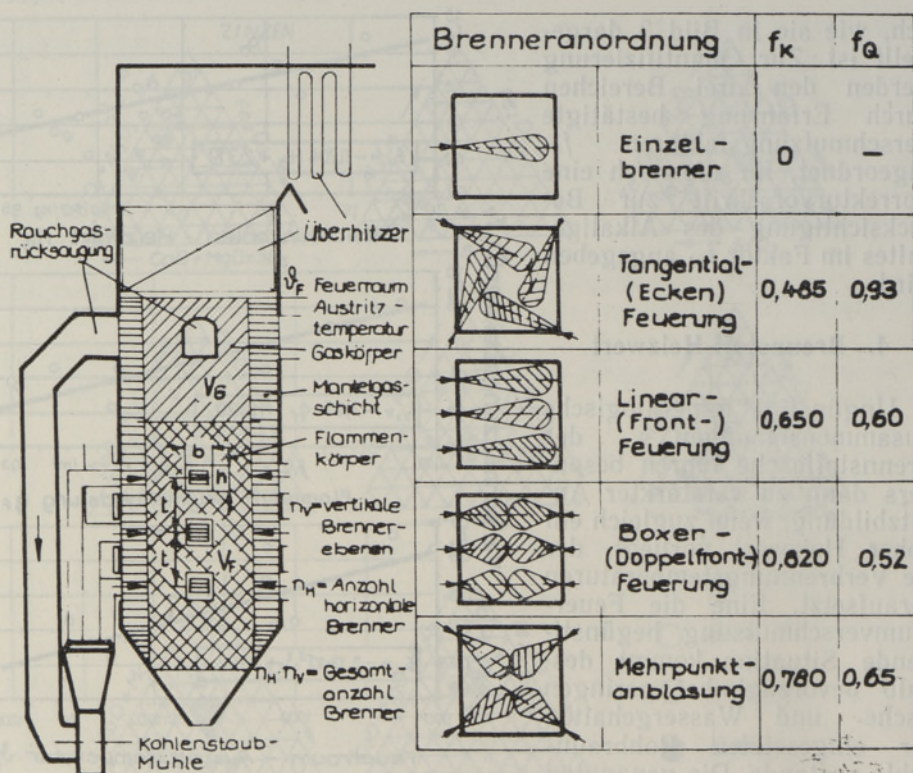 Rauchgas-
rücksaugung
Überhitzer
ϑF Feuerraum
Austritz-
temperatur
Gaskörper
VG
Mantelgas-
schicht
Flammen-
körper
b
h
t
t
VF
nV = vertikale
Brenner-
ebenen
nH = Anzahl
horizontale
Brenner
nH · nV = Gesamt-
anzahl
Brenner
Kohlenstaub-
Mühle
Brenneranordnung fK fQ
Einzel-
brenner
0 –
Tangential-
(Ecken)
Feuerung
0,485 0,93
Linear-
(Front-)
Feuerung
0,650 0,60
Boxer-
(Doppelfront-)
Feuerung
0,820 0,52
Mehrpunkt-
anblasung
0,780 0,65